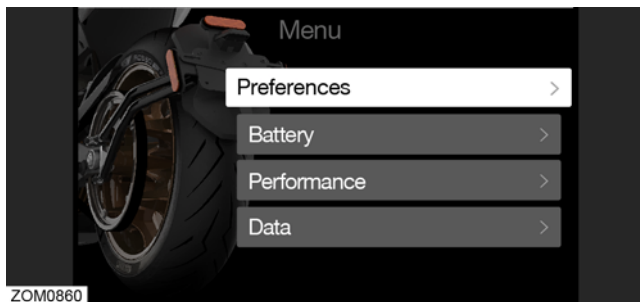 Menu
Preferences
Battery
Performance
Data
ZOM0860